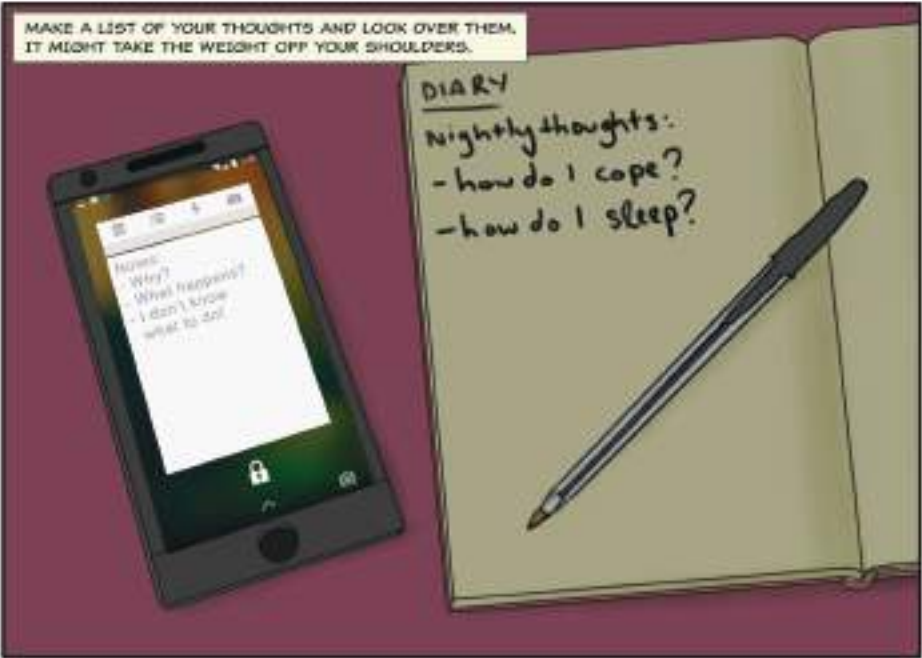 MAKE A LIST OF YOUR THOUGHTS AND LOOK OVER THEM.
IT MIGHT TAKE THE WEIGHT OFF YOUR SHOULDERS.
DIARY
Nightly thoughts:
- how do I cope?
- how do I sleep?
Notes:
- Why?
- What happens?
- I don't know
what to do!